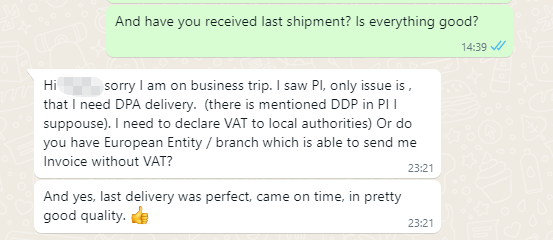 And have you received last shipment? Is everything good?
14:39
Hi sorry I am on business trip. I saw PI, only issue is ,
that I need DPA delivery. (there is mentioned DDP in PI I
suppouse). I need to declare VAT to local authorities) Or do
you have European Entity / branch which is able to send me
Invoice without VAT?
23:21
And yes, last delivery was perfect, came on time, in pretty
good quality. 👍
23:21